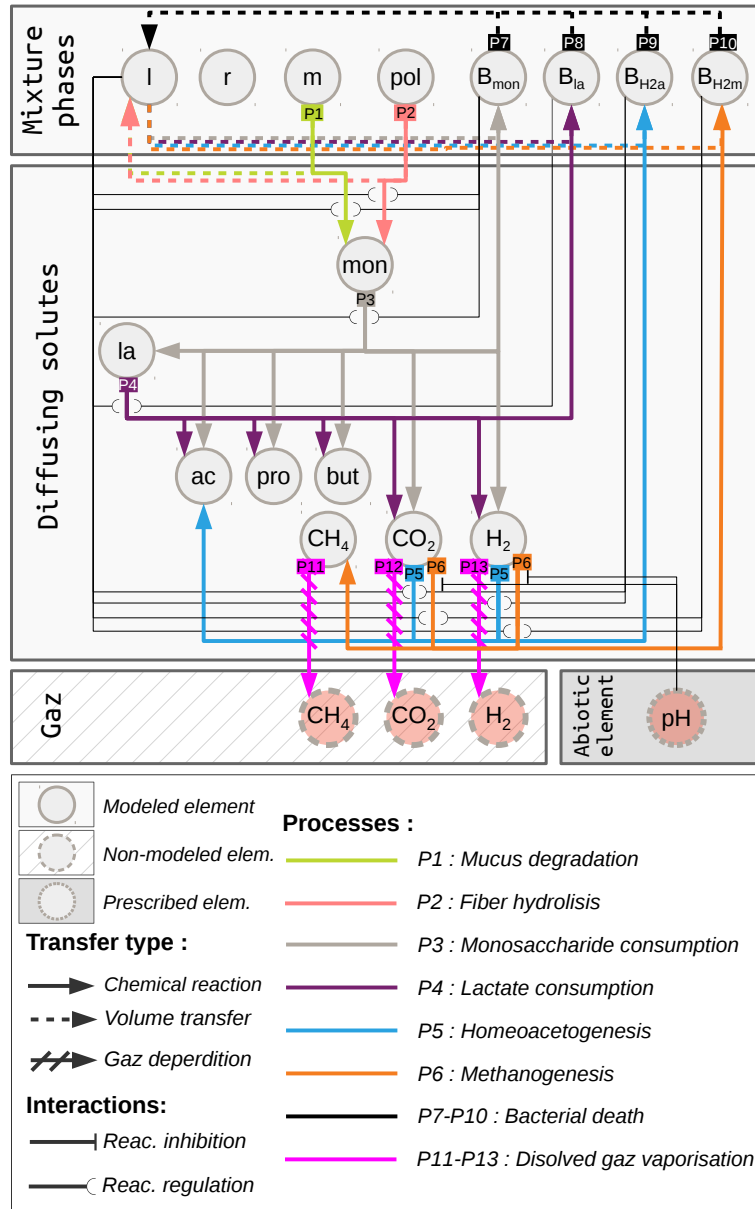 P7 P8 P9 P10
Mixture
phases
l r m pol Bmon Bla BH2a BH2m
P1 P2
Diffusing solutes
mon
P3
la
P4
ac pro but
CH4 CO2 H2
P11 P12 P5 P6 P13 P5 P6
Gaz
CH4 CO2 H2
Abiotic
element
pH
Modeled element
Non-modeled elem.
Prescribed elem.
Transfer type :
Chemical reaction
Volume transfer
Gaz deperdition
Interactions:
Reac. inhibition
Reac. regulation
Processes :
P1 : Mucus degradation
P2 : Fiber hydrolisis
P3 : Monosaccharide consumption
P4 : Lactate consumption
P5 : Homeoacetogenesis
P6 : Methanogenesis
P7-P10 : Bacterial death
P11-P13 : Disolved gaz vaporisation